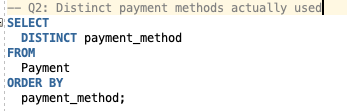 -- Q2: Distinct payment methods actually used
SELECT
  DISTINCT payment_method
FROM
  Payment
ORDER BY
  payment_method;